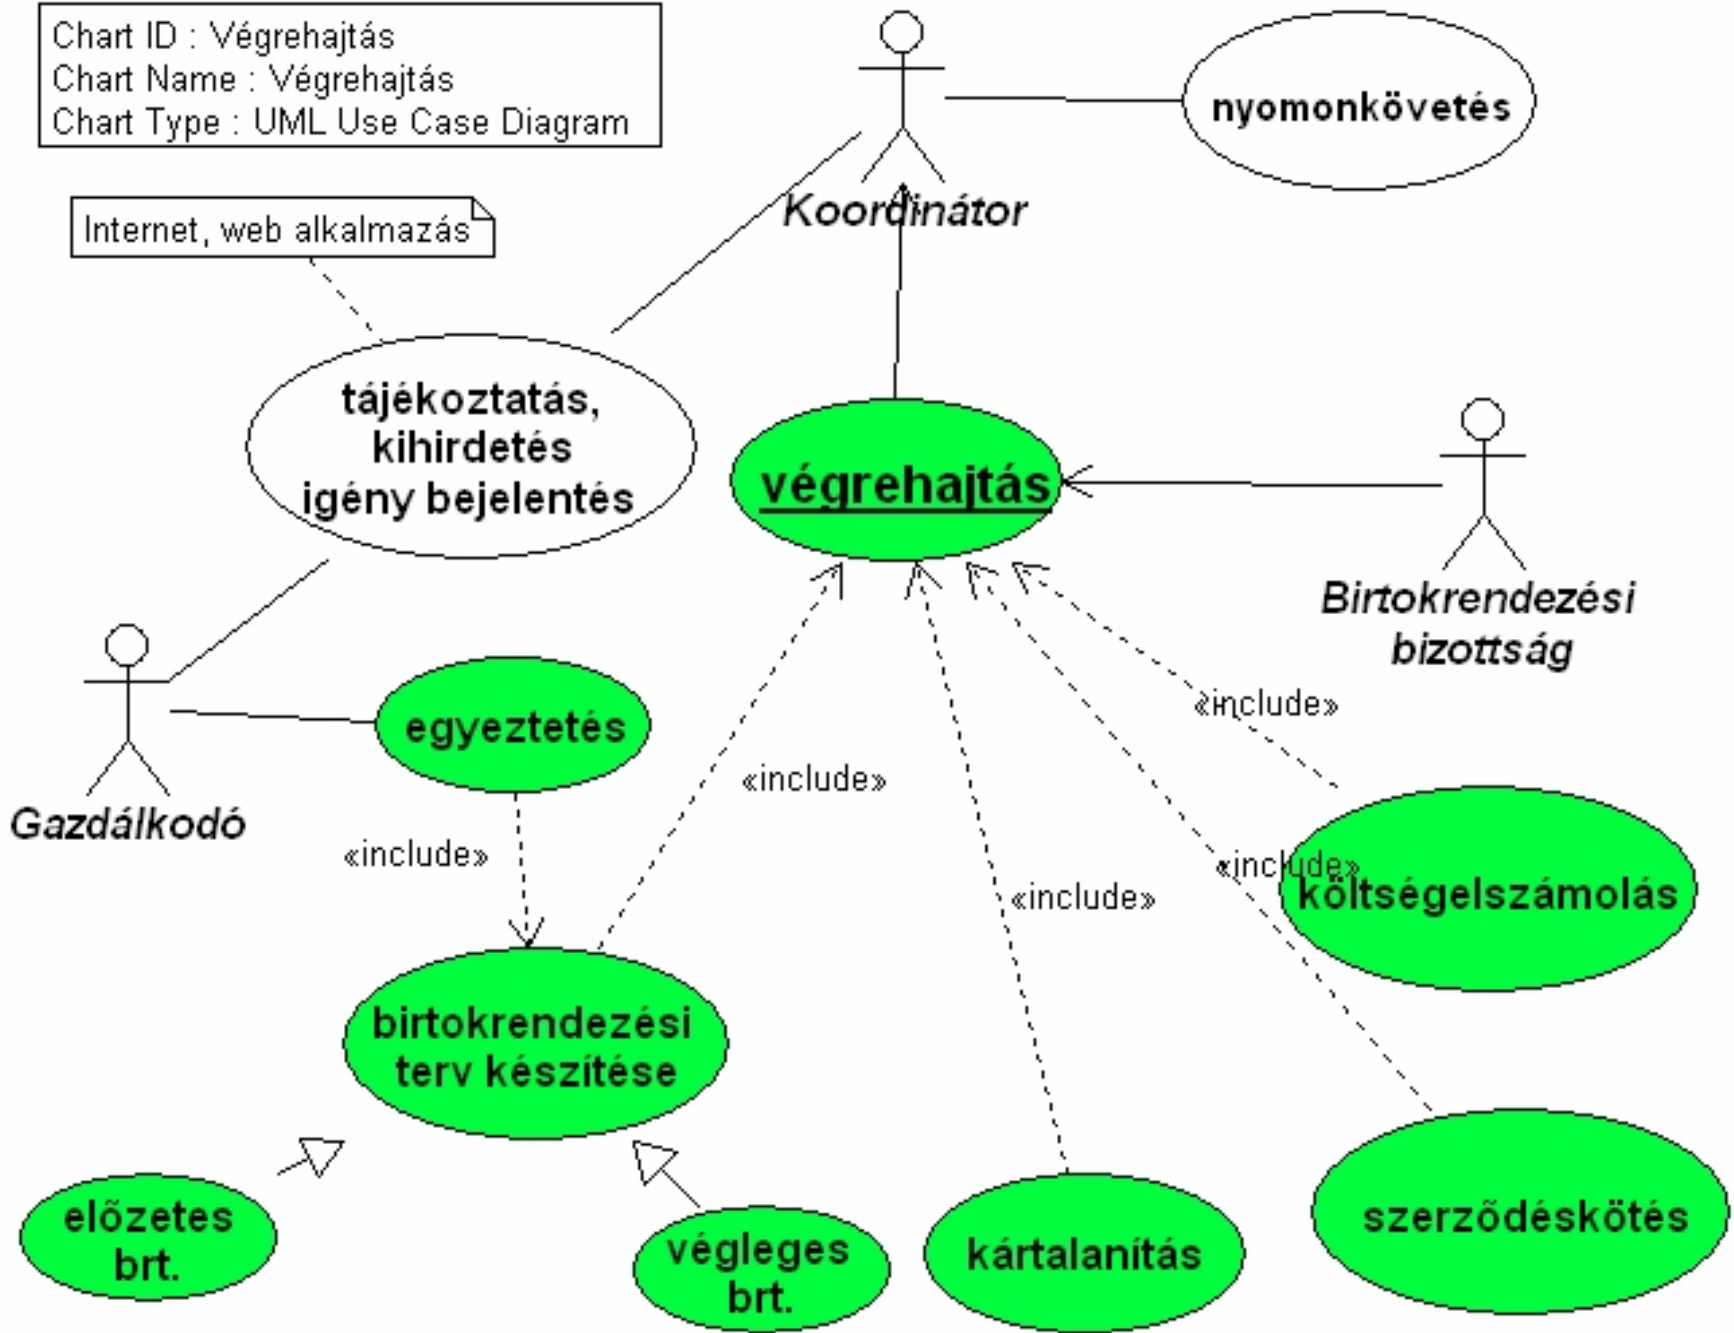 Chart ID : Végrehajtás
Chart Name : Végrehajtás
Chart Type : UML Use Case Diagram
nyomonkövetés
Koordinátor
Internet, web alkalmazás
tájékoztatás,
kihirdetés
igény bejelentés
végrehajtás
Birtokrendezési
bizottság
Gazdálkodó
egyeztetés
«include»
«include»
«include»
«include»
«include»
költségelszámolás
birtokrendezési
terv készítése
előzetes
brt.
végleges
brt.
kártalanítás
szerződéskötés